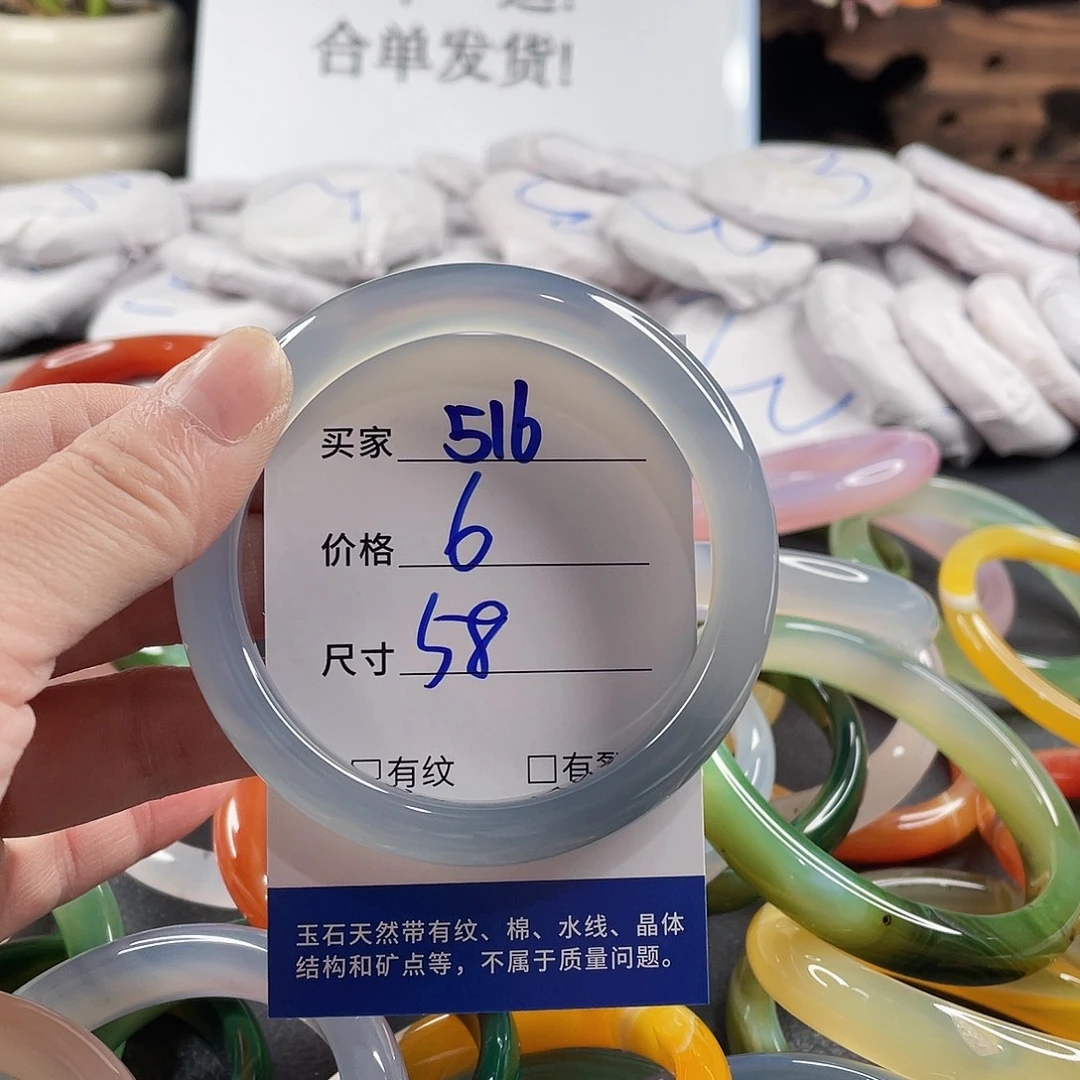 合单发货!
买家 516
价格 6
尺寸 58
□有纹 □有裂
玉石天然带有纹、棉、水线、晶体
结构和矿点等，不属于质量问题。